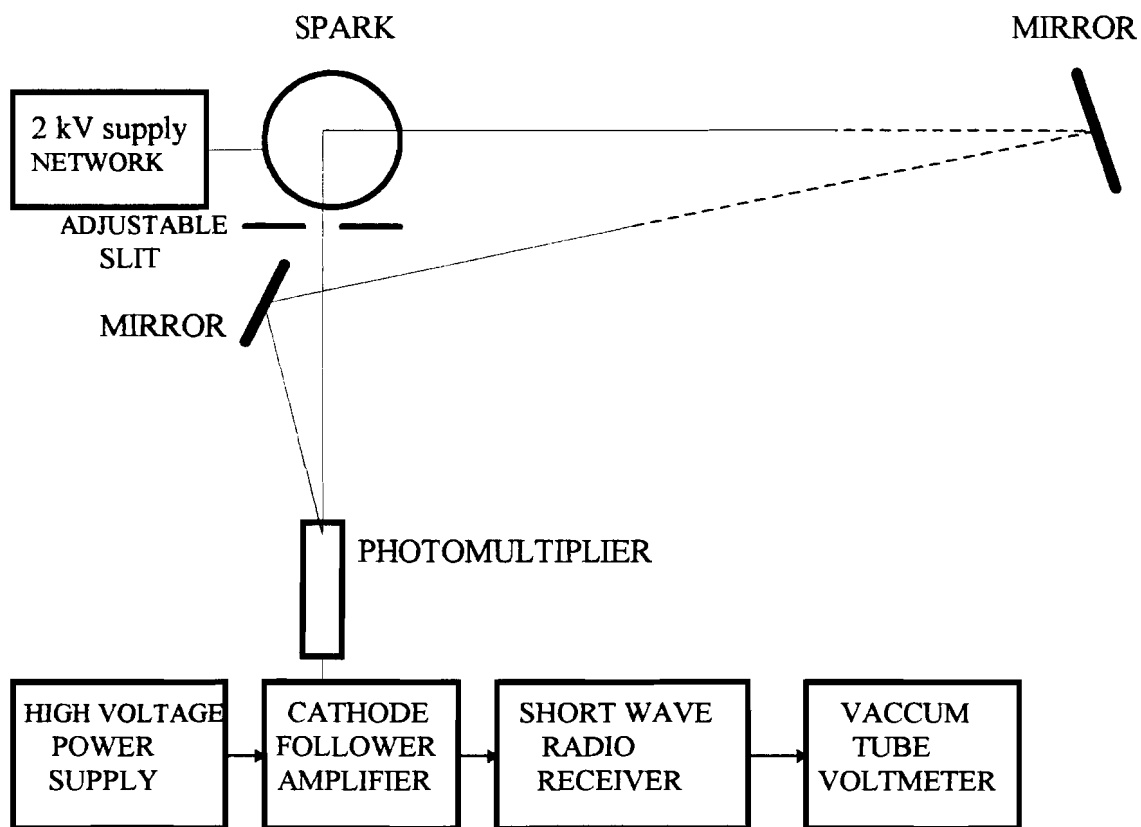 SPARK
MIRROR
2 kV supply
NETWORK
ADJUSTABLE
SLIT
MIRROR
PHOTOMULTIPLIER
HIGH VOLTAGE
POWER
SUPPLY
CATHODE
FOLLOWER
AMPLIFIER
SHORT WAVE
RADIO
RECEIVER
VACCUM
TUBE
VOLTMETER